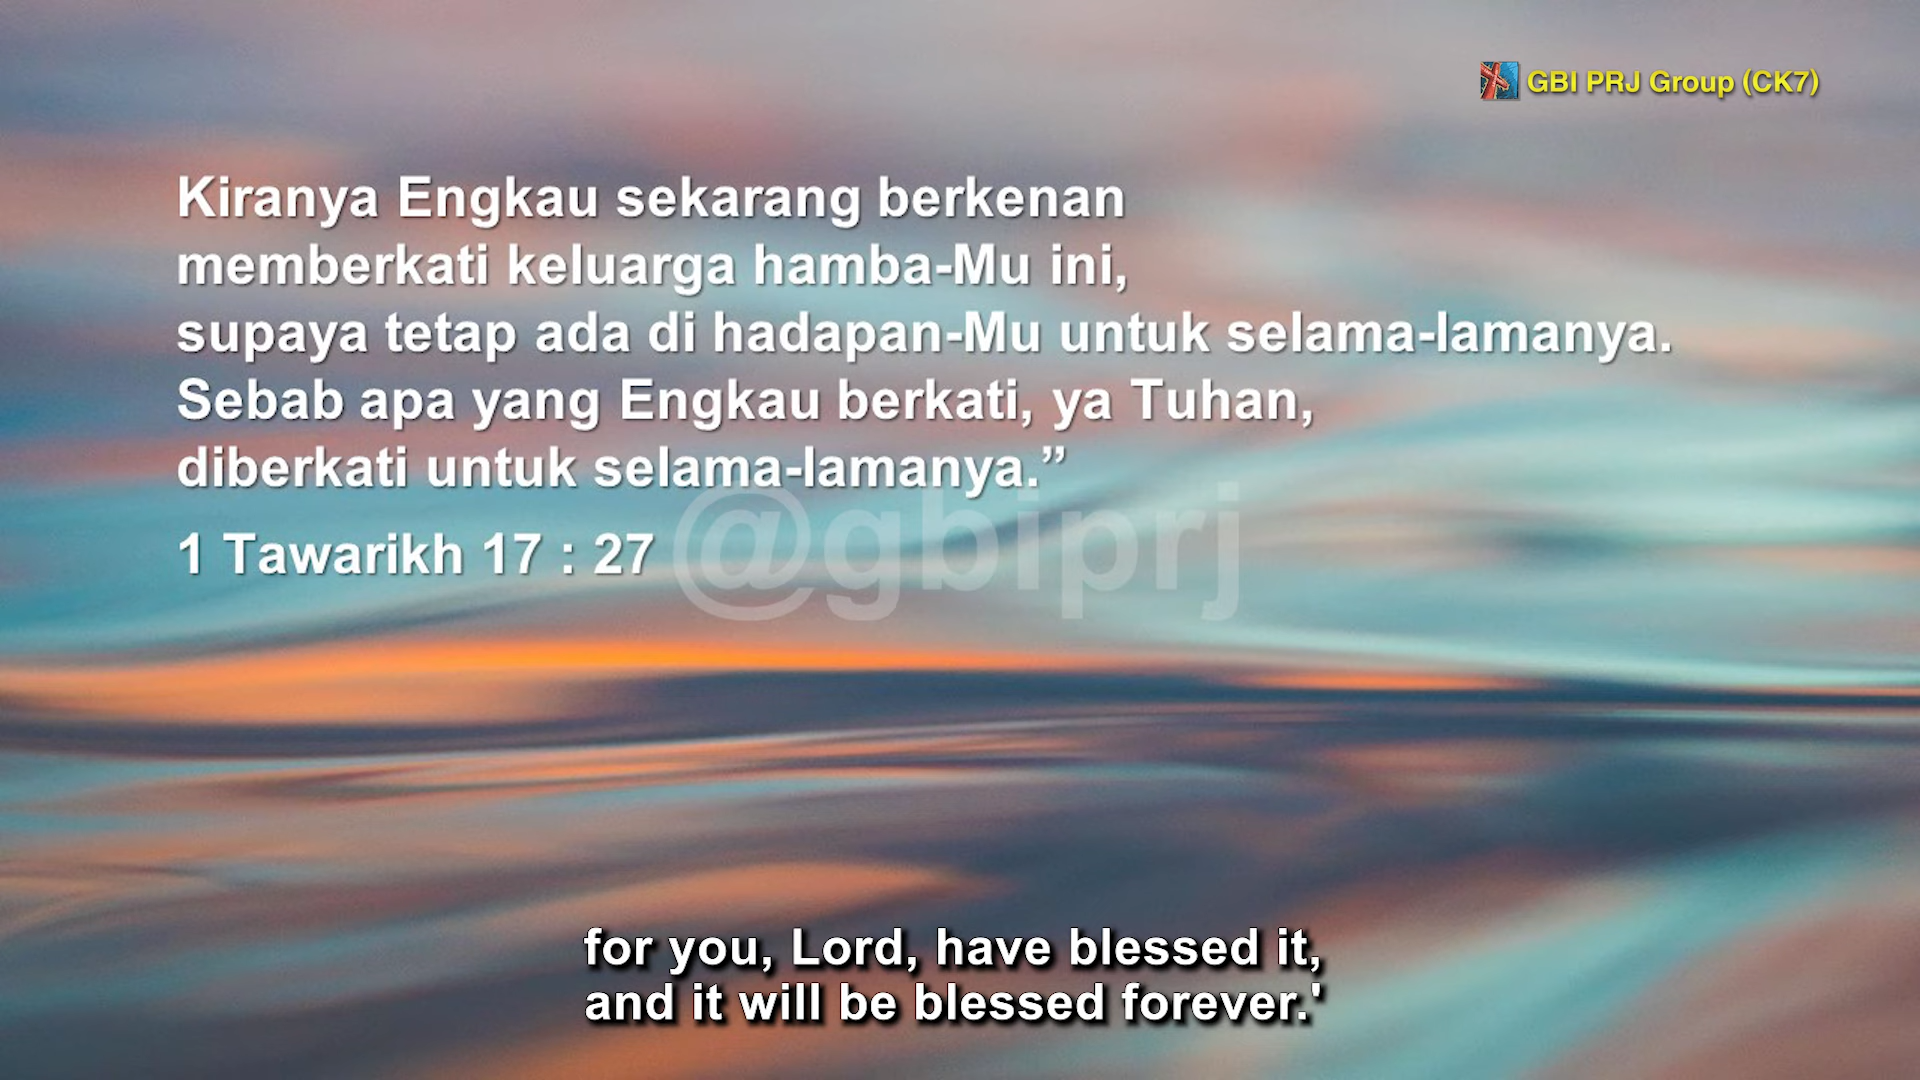 GBI PRJ Group (CK7)
Kiranya Engkau sekarang berkenan
memberkati keluarga hamba-Mu ini,
supaya tetap ada di hadapan-Mu untuk selama-lamanya.
Sebab apa yang Engkau berkati, ya Tuhan,
diberkati untuk selama-lamanya.”
1 Tawarikh 17 : 27
@gbiprj
for you, Lord, have blessed it,
and it will be blessed forever.'